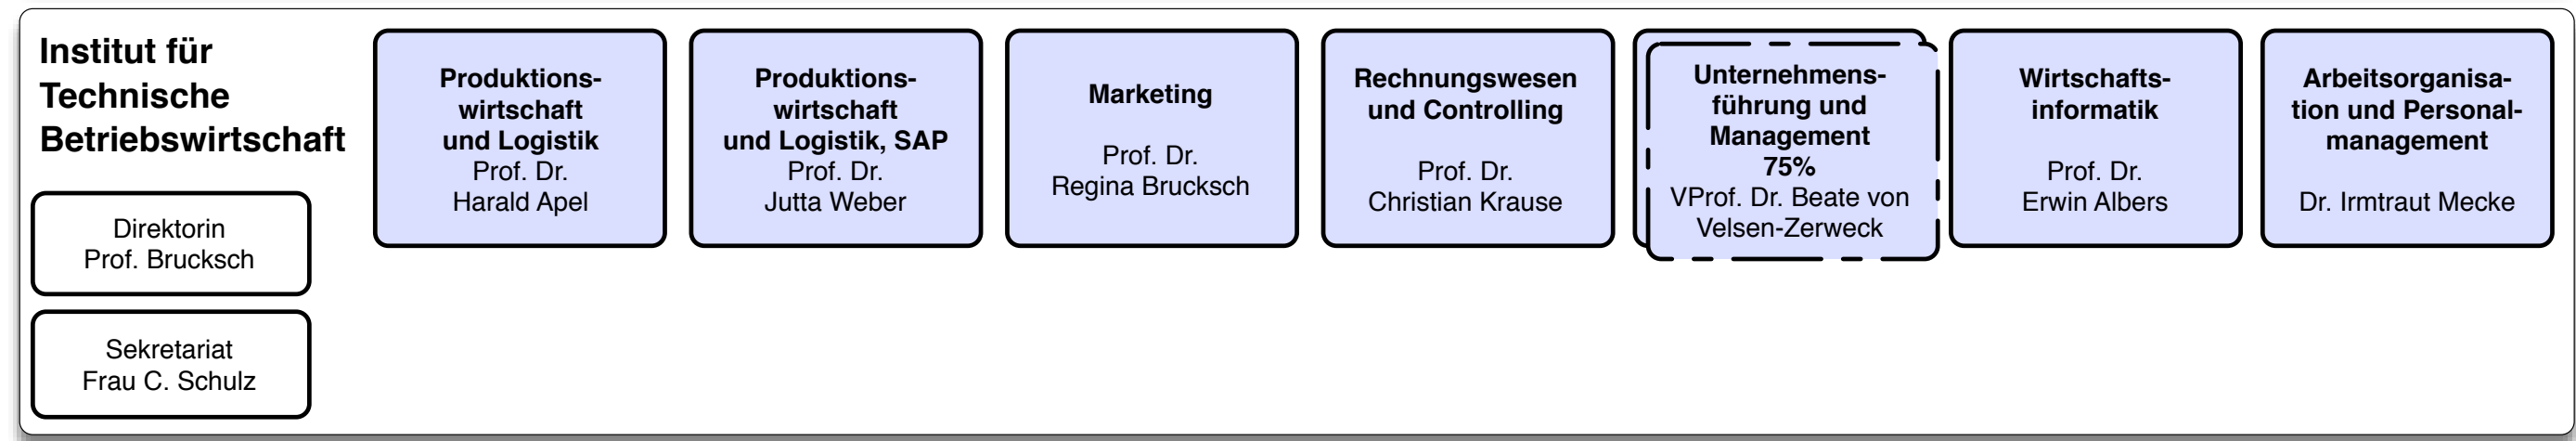 Institut für
Technische
Betriebswirtschaft
Direktorin
Prof. Brucksch
Sekretariat
Frau C. Schulz
Produktions-
wirtschaft
und Logistik
Prof. Dr.
Harald Apel
Produktions-
wirtschaft
und Logistik, SAP
Prof. Dr.
Jutta Weber
Marketing
Prof. Dr.
Regina Brucksch
Rechnungswesen
und Controlling
Prof. Dr.
Christian Krause
Unternehmens-
führung und
Management
75%
VProf. Dr. Beate von
Velsen-Zerweck
Wirtschafts-
informatik
Prof. Dr.
Erwin Albers
Arbeitsorganisa-
tion und Personal-
management
Dr. Irmtraut Mecke